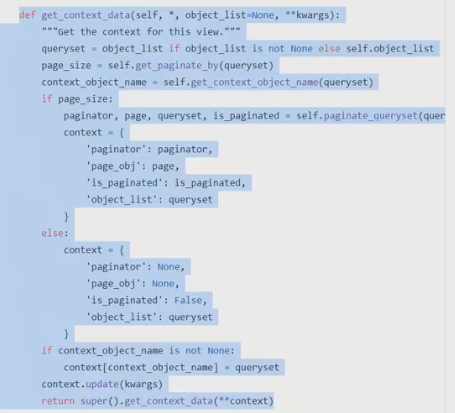 def get_context_data(self, *, object_list=None, **kwargs):
    """Get the context for this view."""
    queryset = object_list if object_list is not None else self.object_list
    page_size = self.get_paginate_by(queryset)
    context_object_name = self.get_context_object_name(queryset)
    if page_size:
        paginator, page, queryset, is_paginated = self.paginate_queryset(quer
        context = {
            'paginator': paginator,
            'page_obj': page,
            'is_paginated': is_paginated,
            'object_list': queryset
        }
    else:
        context = {
            'paginator': None,
            'page_obj': None,
            'is_paginated': False,
            'object_list': queryset
        }
    if context_object_name is not None:
        context[context_object_name] = queryset
    context.update(kwargs)
    return super().get_context_data(**context)